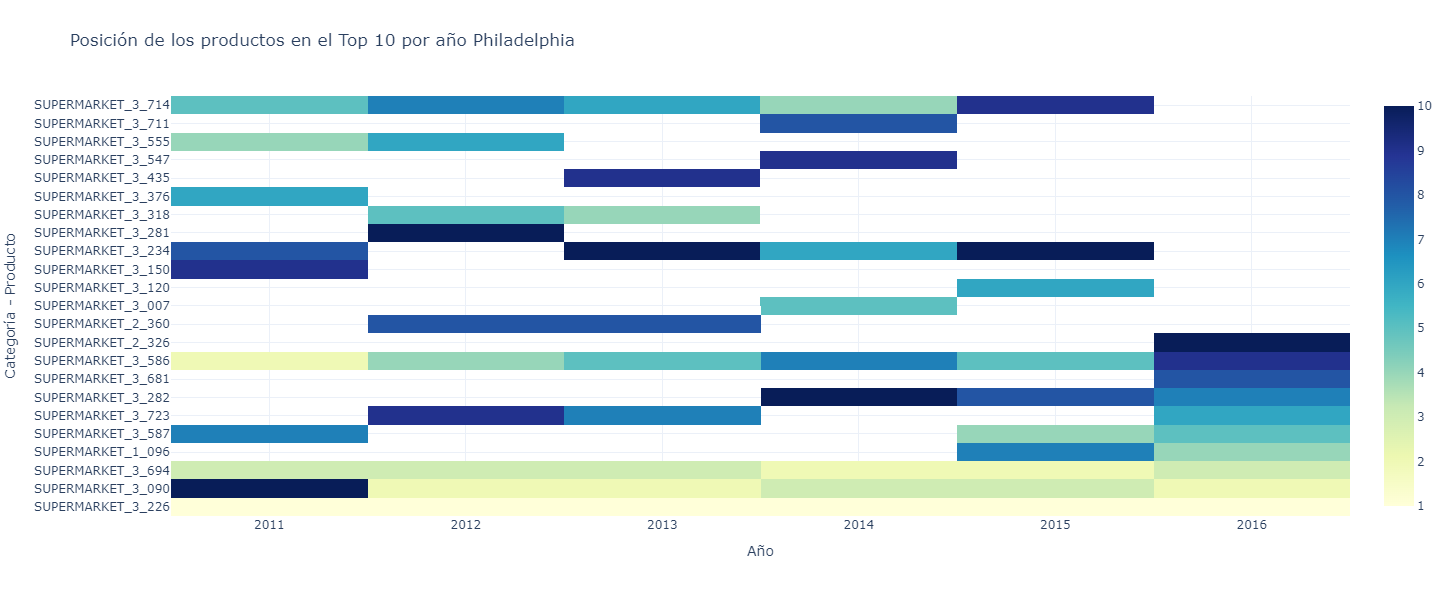 Posición de los productos en el Top 10 por año Philadelphia
SUPERMARKET_3_714
SUPERMARKET_3_711
SUPERMARKET_3_555
SUPERMARKET_3_547
SUPERMARKET_3_435
SUPERMARKET_3_376
SUPERMARKET_3_318
SUPERMARKET_3_281
SUPERMARKET_3_234
SUPERMARKET_3_150
SUPERMARKET_3_120
SUPERMARKET_3_007
SUPERMARKET_2_360
SUPERMARKET_2_326
SUPERMARKET_3_586
SUPERMARKET_3_681
SUPERMARKET_3_282
SUPERMARKET_3_723
SUPERMARKET_3_587
SUPERMARKET_1_096
SUPERMARKET_3_694
SUPERMARKET_3_090
SUPERMARKET_3_226
Categoría - Producto
2011 2012 2013 2014 2015 2016
Año
10
9
8
7
6
5
4
3
2
1